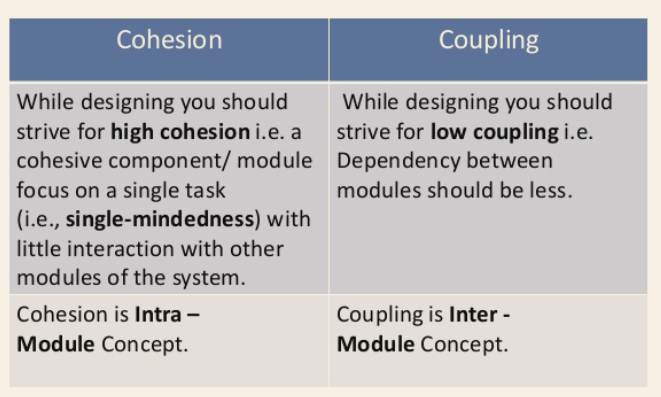 Cohesion
Coupling
While designing you should
strive for high cohesion i.e. a
cohesive component/ module
focus on a single task
(i.e., single-mindedness) with
little interaction with other
modules of the system.
While designing you should
strive for low coupling i.e.
Dependency between
modules should be less.
Cohesion is Intra –
Module Concept.
Coupling is Inter -
Module Concept.